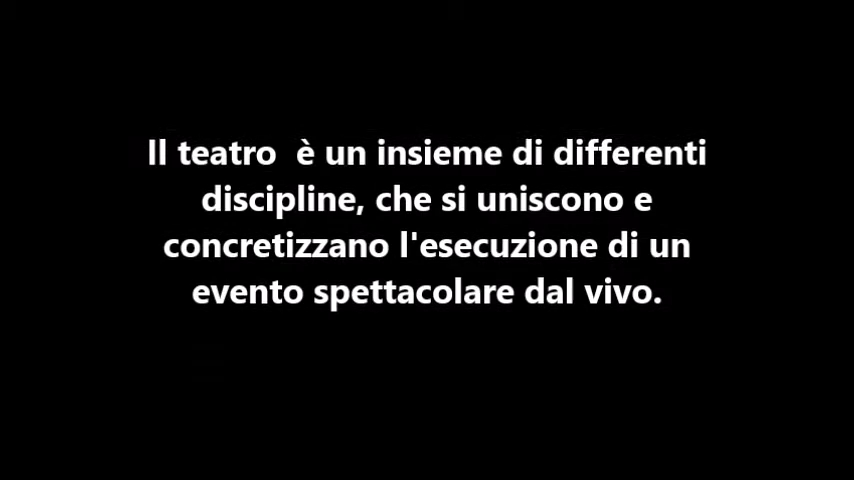 Il teatro  è un insieme di differenti
discipline, che si uniscono e
concretizzano l'esecuzione di un
evento spettacolare dal vivo.